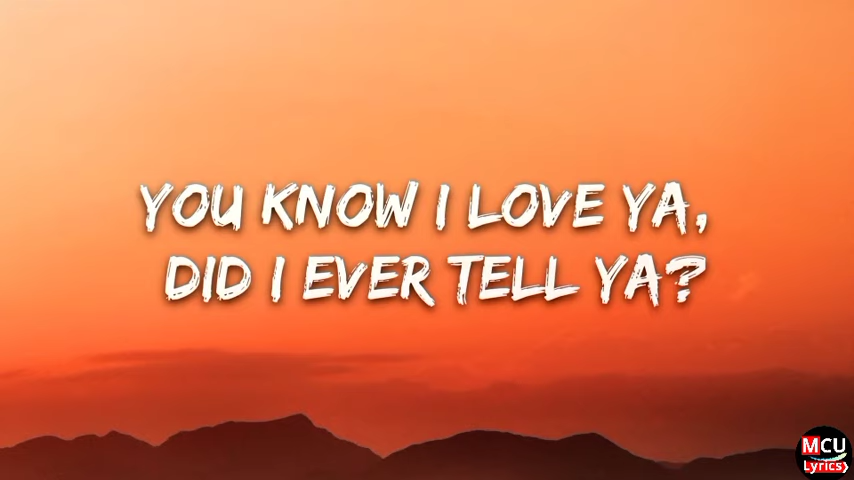 YOU KNOW I LOVE YA,
DID I EVER TELL YA?
MCU
Lyrics